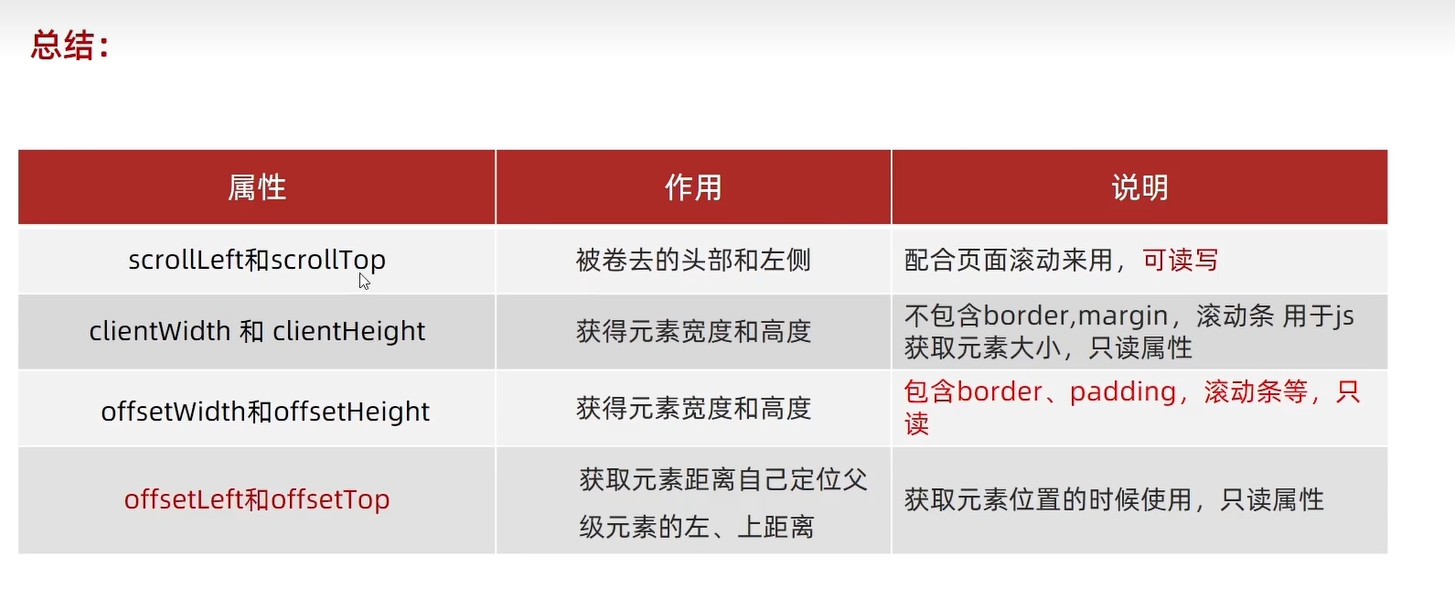 总结：
属性 作用 说明
scrollLeft和scrollTop 被卷去的头部和左侧 配合页面滚动来用，可读写
clientWidth 和 clientHeight 获得元素宽度和高度 不包含border,margin，滚动条 用于js
获取元素大小，只读属性
offsetWidth和offsetHeight 获得元素宽度和高度 包含border、padding，滚动条等，只
读
offsetLeft和offsetTop 获取元素距离自己定位父
级元素的左、上距离 获取元素位置的时候使用，只读属性